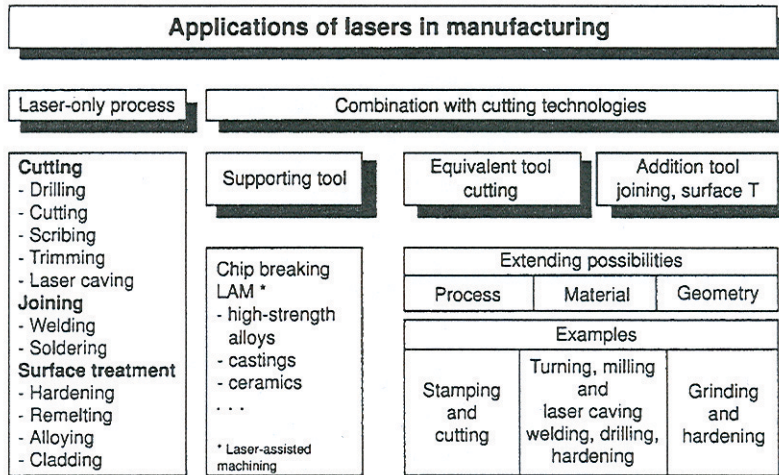 Applications of lasers in manufacturing
Laser-only process
Combination with cutting technologies
Cutting
- Drilling
- Cutting
- Scribing
- Trimming
- Laser caving
Joining
- Welding
- Soldering
Surface treatment
- Hardening
- Remelting
- Alloying
- Cladding
Supporting tool
Chip breaking
LAM *
- high-strength
alloys
- castings
- ceramics
. . .
* Laser-assisted
machining
Equivalent tool
cutting
Addition tool
joining, surface T
Extending possibilities
Process
Material
Geometry
Examples
Stamping
and
cutting
Turning, milling
and
laser caving
welding, drilling,
hardening
Grinding
and
hardening